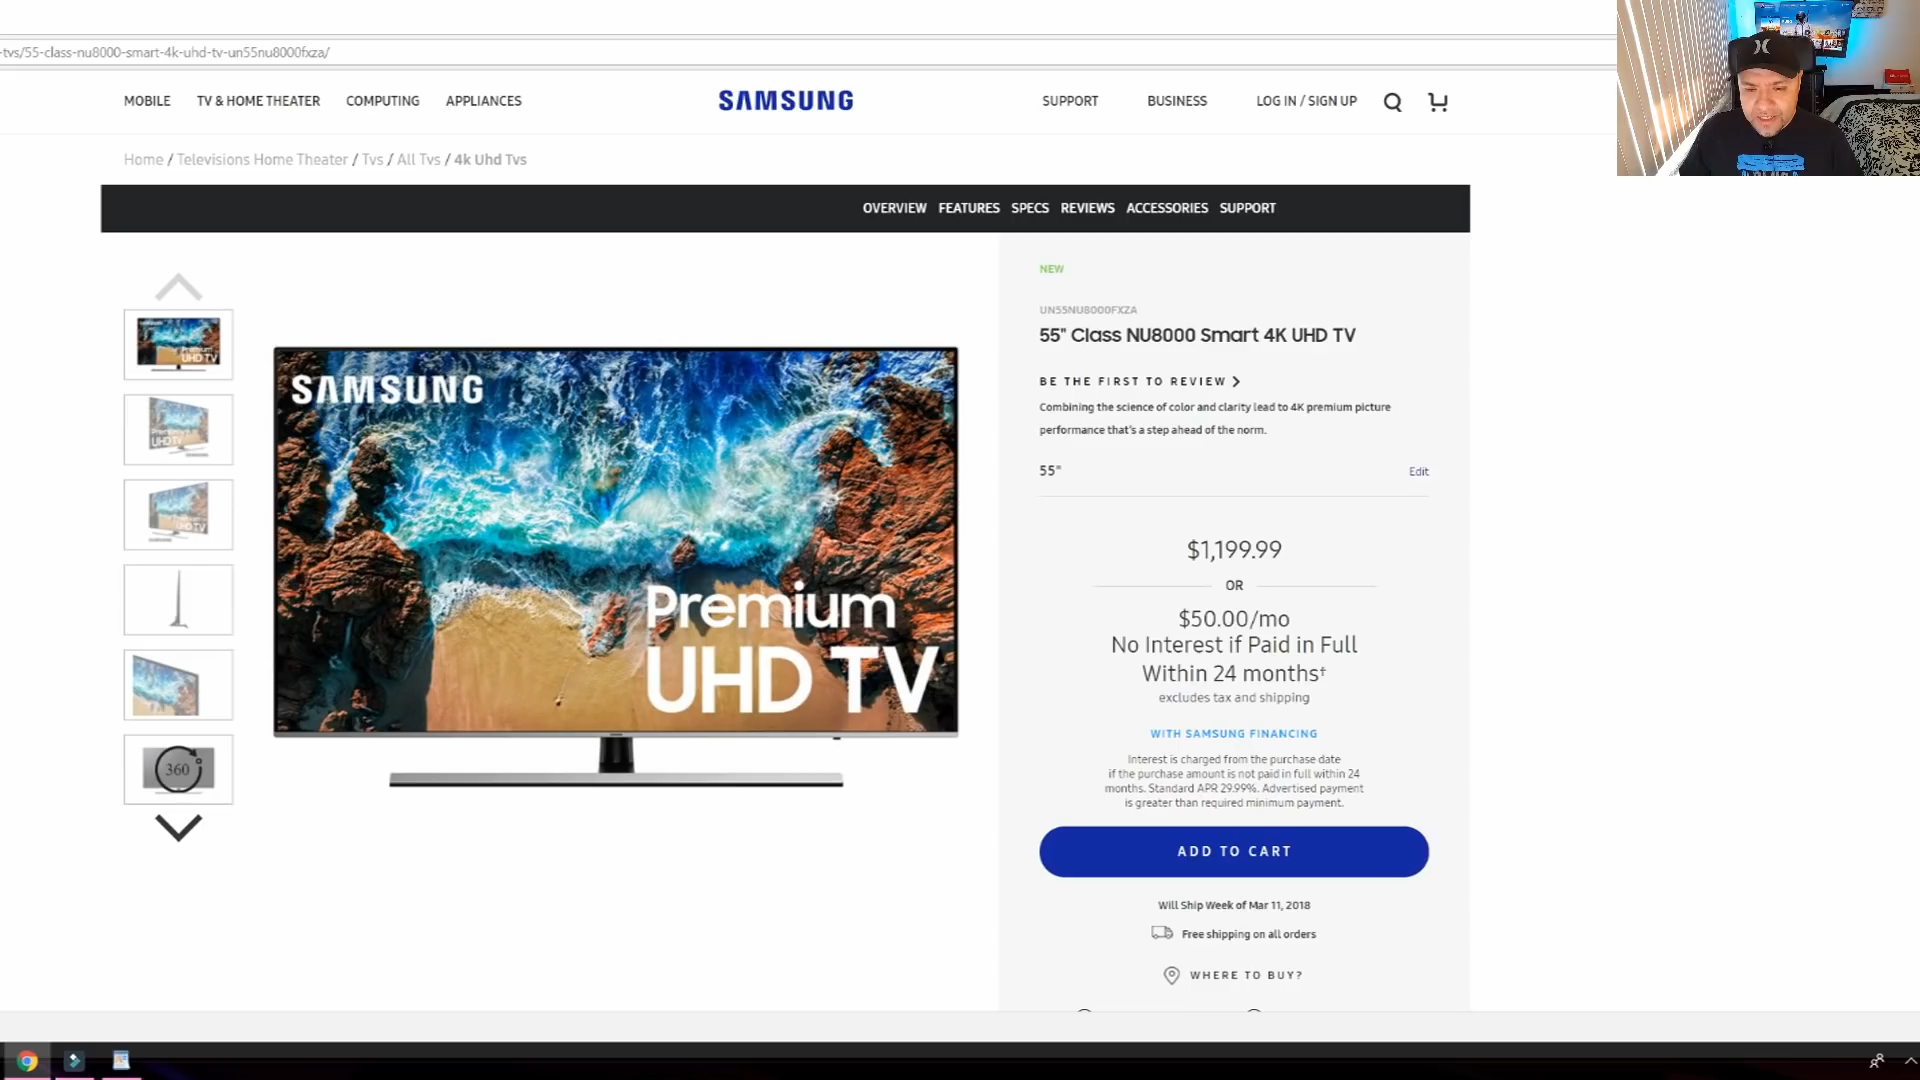 -tvs/55-class-nu8000-smart-4k-uhd-tv-un55nu8000fxza/
MOBILE TV & HOME THEATER COMPUTING APPLIANCES SAMSUNG SUPPORT BUSINESS LOG IN / SIGN UP
Home / Televisions Home Theater / Tvs / All Tvs / 4k Uhd Tvs
OVERVIEW FEATURES SPECS REVIEWS ACCESSORIES SUPPORT
SAMSUNG
Premium
UHD TV
360
NEW
UN55NU8000FXZA
55" Class NU8000 Smart 4K UHD TV
BE THE FIRST TO REVIEW
Combining the science of color and clarity lead to 4K premium picture
performance that's a step ahead of the norm.
55" Edit
$1,199.99
OR
$50.00/mo
No Interest if Paid in Full
Within 24 months†
excludes tax and shipping
WITH SAMSUNG FINANCING
Interest is charged from the purchase date
if the purchase amount is not paid in full within 24
months. Standard APR 29.99%. Advertised payment
is greater than required minimum payment.
ADD TO CART
Will Ship Week of Mar 11, 2018
Free shipping on all orders
WHERE TO BUY?